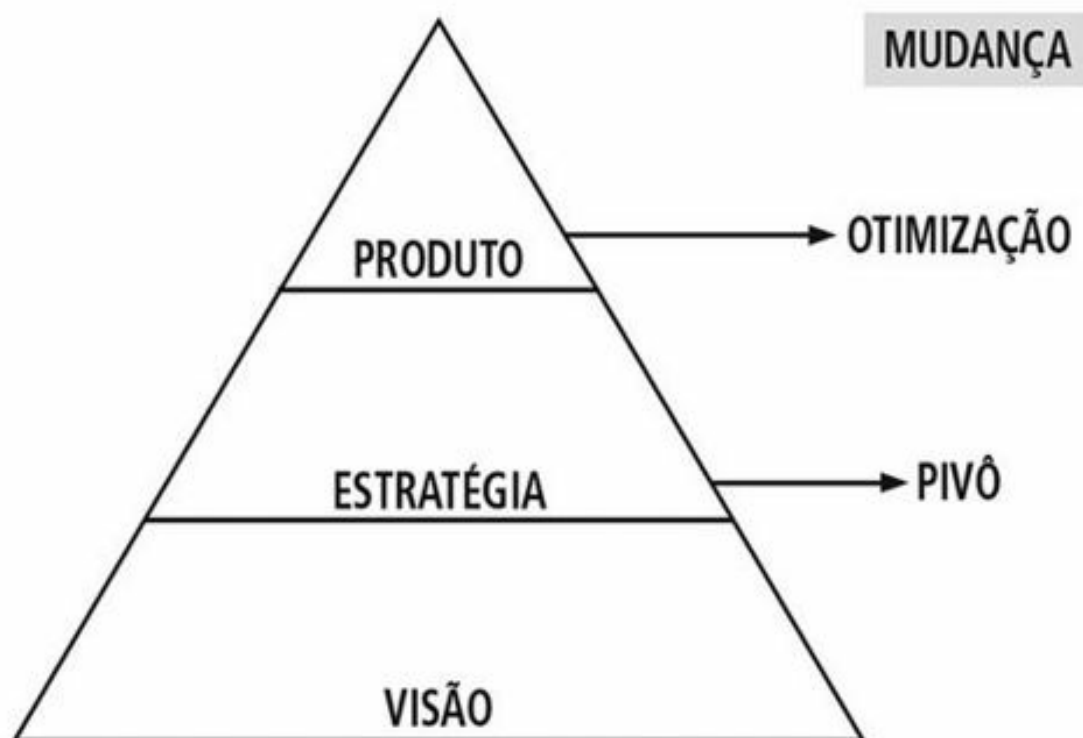 MUDANÇA
OTIMIZAÇÃO
PRODUTO
PIVÔ
ESTRATÉGIA
VISÃO